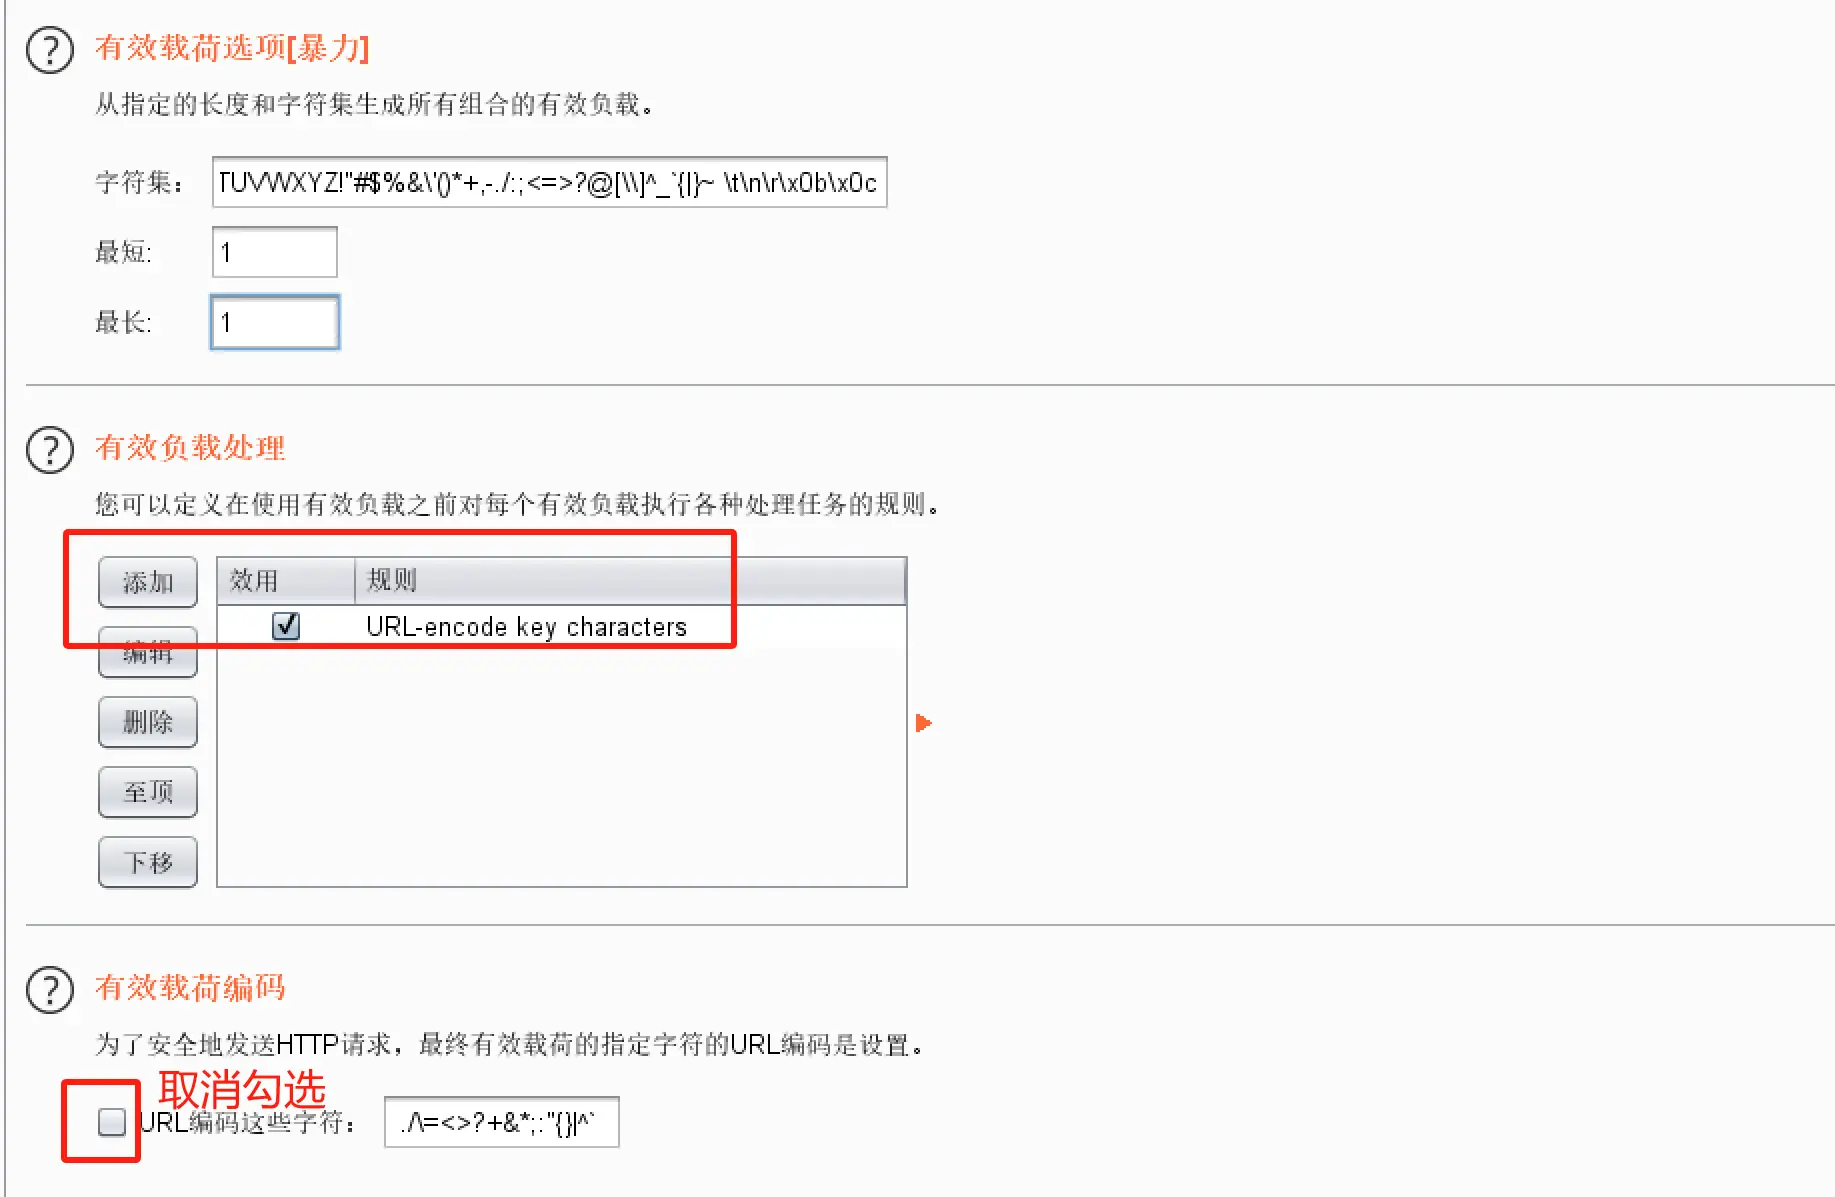 有效载荷选项[暴力]
从指定的长度和字符集生成所有组合的有效负载。
字符集: TUVWXYZ!"#$%&\'()*+,-./:;<=>?@[\\]^_`{|}~ \t\n\r\x0b\x0c
最短: 1
最长: 1
有效负载处理
您可以定义在使用有效负载之前对每个有效负载执行各种处理任务的规则。
添加 效用 规则
URL-encode key characters
编辑
删除
至顶
下移
有效载荷编码
为了安全地发送HTTP请求，最终有效载荷的指定字符的URL编码是设置。
取消勾选
URL编码这些字符: ./\=<>?+&*;:"{}|^`